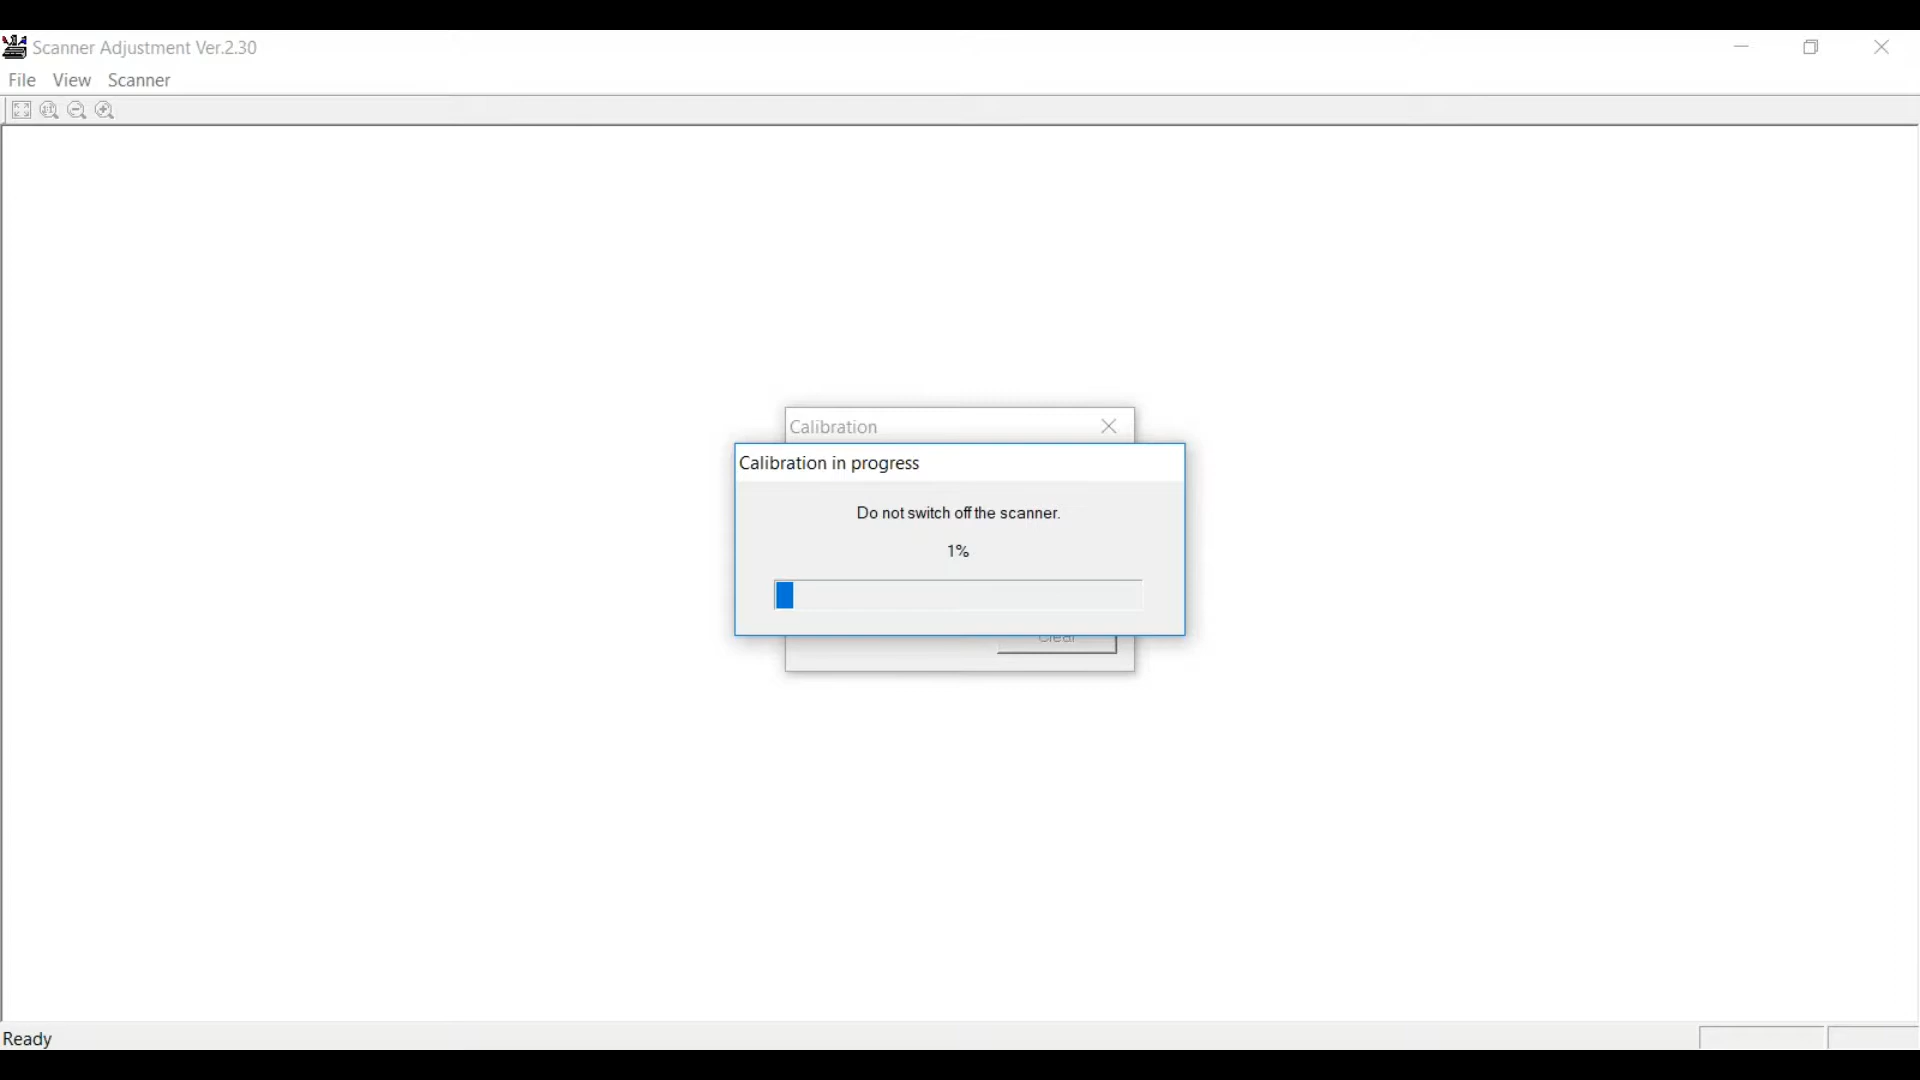 Scanner Adjustment Ver.2.30
File View Scanner
Calibration
Calibration in progress
Do not switch off the scanner.
1%
Clear
Ready